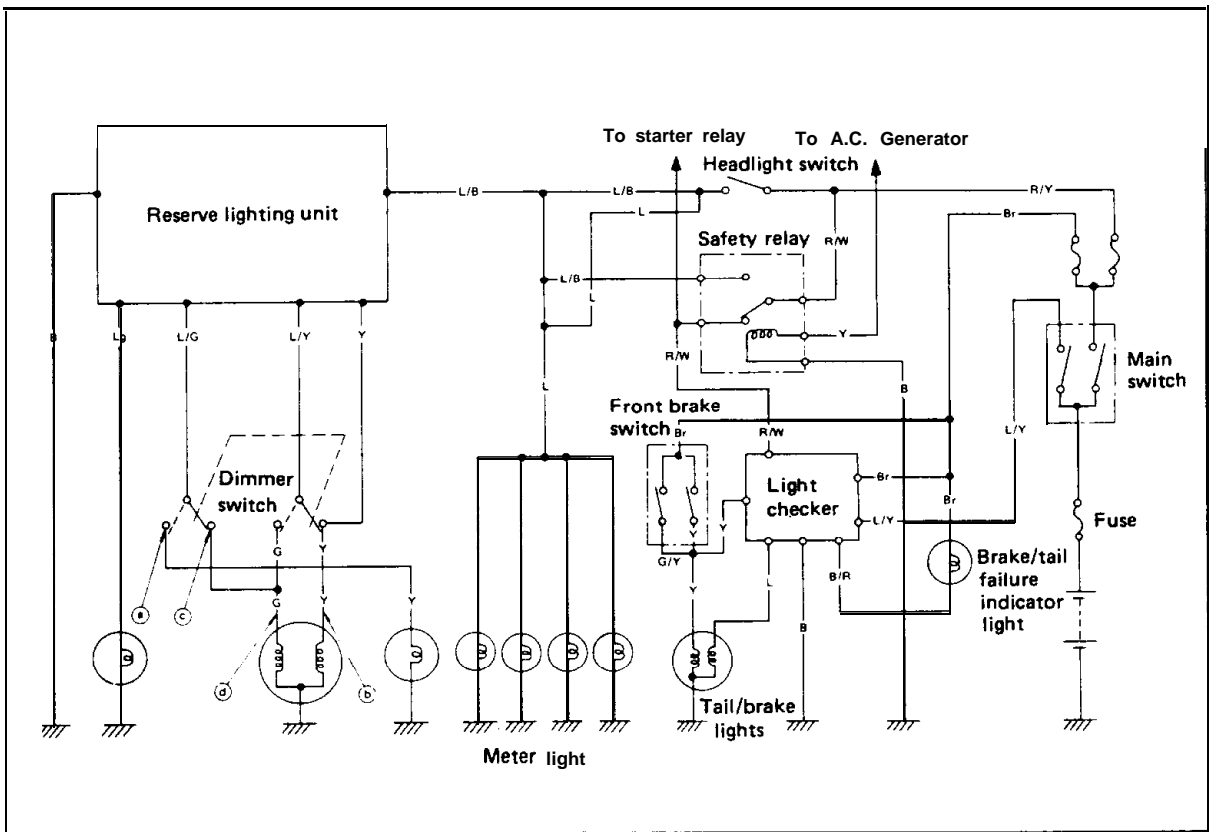 To starter relay
To A.C. Generator
Headlight switch
L/B
L/B
R/Y
L
Br
Reserve lighting unit
Safety relay
R/W
L/B
L
B
Lg
L/G
L/Y
Y
Y
R/W
Main
switch
L
B
Front brake
switch
Br
R/W
L/Y
Dimmer
switch
Light
checker
Br
Br
L/Y
Fuse
G
Y
Y
Y
G/Y
L
B/R
Brake/tail
failure
indicator
light
a
c
G
Y
Y
Y
B
d
b
Tail/brake
lights
Meter light